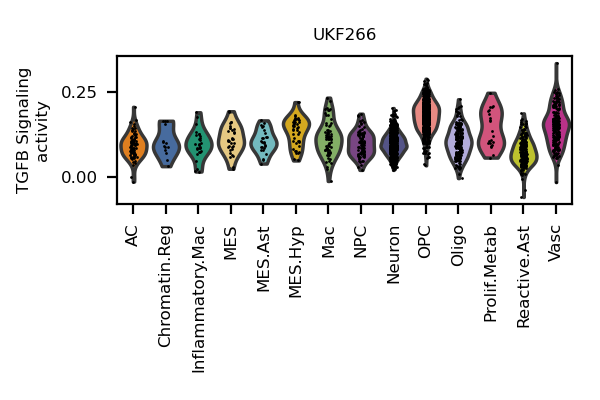 UKF266
TGFB Signaling
activity
0.25
0.00
AC
Chromatin.Reg
Inflammatory.Mac
MES
MES.Ast
MES.Hyp
Mac
NPC
Neuron
OPC
Oligo
Prolif.Metab
Reactive.Ast
Vasc